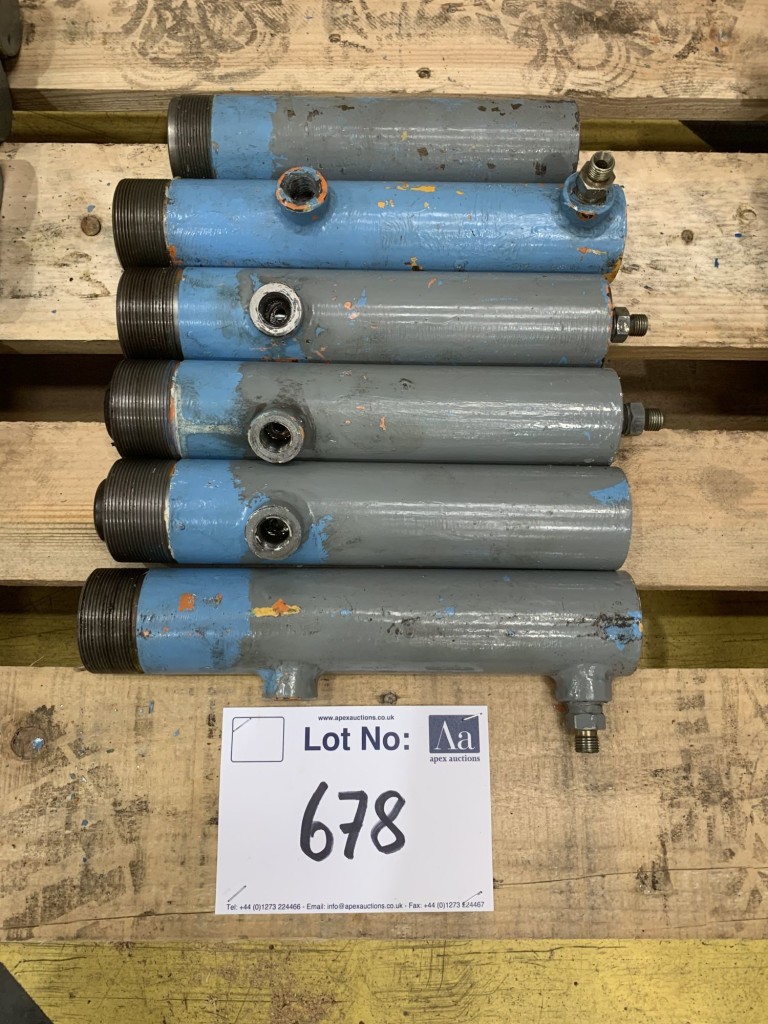 www.apexauctions.co.uk
Lot No:
Aa
apex auctions
678
Tel: +44 (0)1273 224466 - Email: info@apexauctions.co.uk - Fax: +44 (0)1273 224467